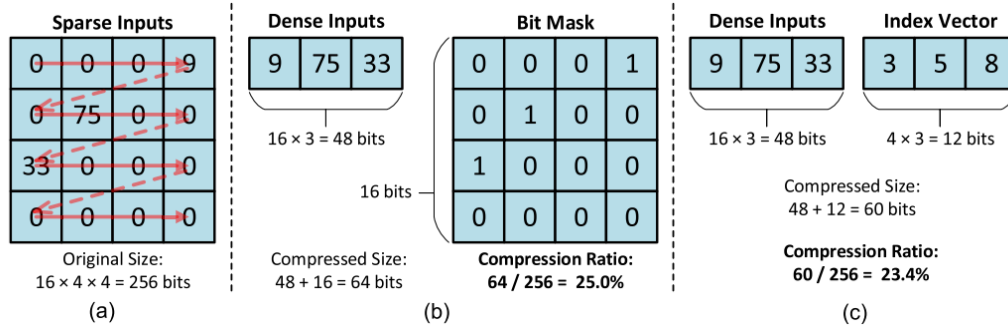 Sparse Inputs
0 0 0 9
0 75 0 0
33 0 0 0
0 0 0 0
Original Size:
16 × 4 × 4 = 256 bits
(a)
Dense Inputs
9 75 33
16 × 3 = 48 bits
Compressed Size:
48 + 16 = 64 bits
Bit Mask
0 0 0 1
0 1 0 0
1 0 0 0
0 0 0 0
16 bits
Compression Ratio:
64 / 256 = 25.0%
(b)
Dense Inputs
9 75 33
16 × 3 = 48 bits
Index Vector
3 5 8
4 × 3 = 12 bits
Compressed Size:
48 + 12 = 60 bits
Compression Ratio:
60 / 256 = 23.4%
(c)